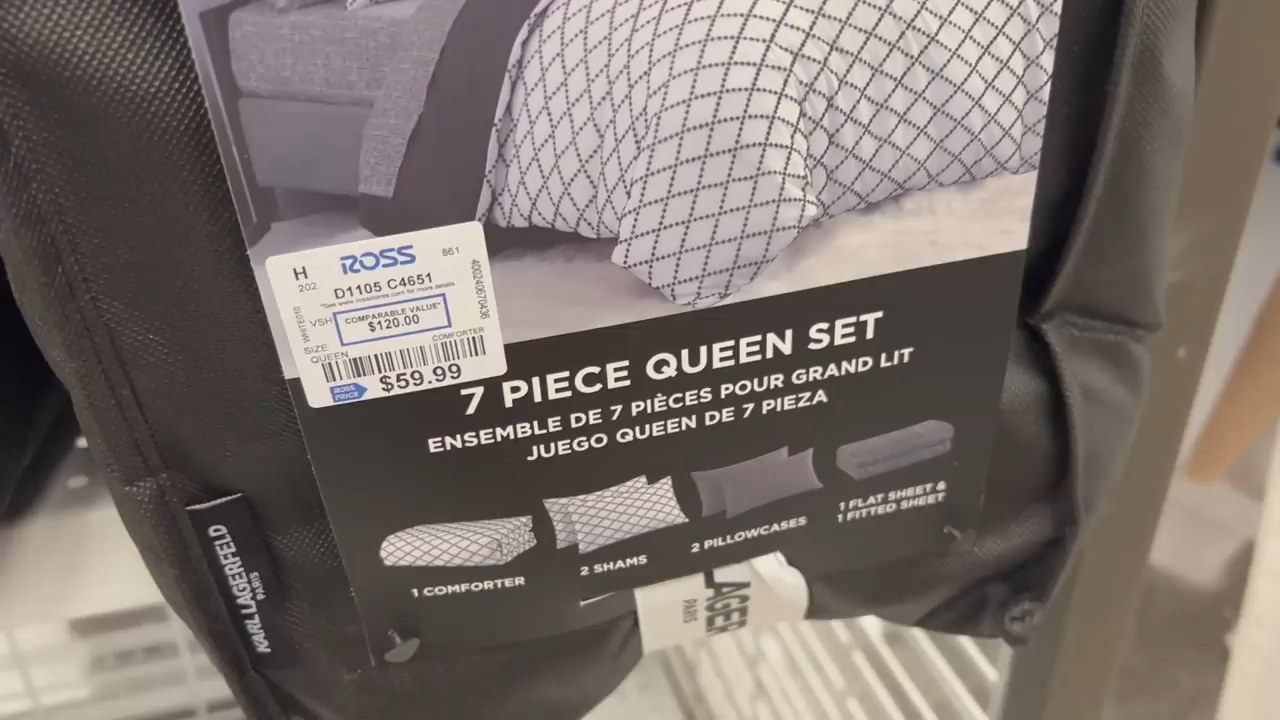 H
202
ROSS
861
D1105 C4651
*See www.rossstores.com for more details
WHITE010
VSH
COMPARABLE VALUE*
$120.00
400240670436
SIZE
QUEEN
COMFORTER
ROSS
PRICE
$59.99
7 PIECE QUEEN SET
ENSEMBLE DE 7 PIÈCES POUR GRAND LIT
JUEGO QUEEN DE 7 PIEZA
1 COMFORTER
2 SHAMS
2 PILLOWCASES
1 FLAT SHEET &
1 FITTED SHEET
KARL LAGERFELD
PARIS
LAGER
PARIS